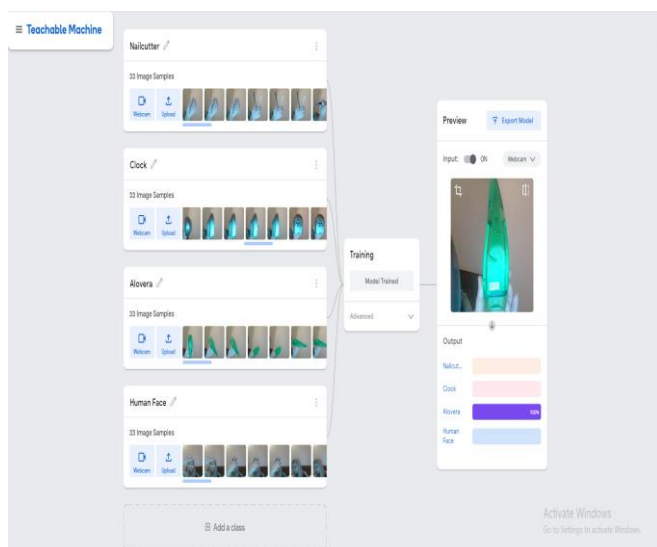 Teachable Machine
Nailcutter
33 Image Samples
Webcam Upload
Clock
33 Image Samples
Webcam Upload
Alovera
33 Image Samples
Webcam Upload
Human Face
33 Image Samples
Webcam Upload
Add a class
Training
Model Trained
Advanced
Preview
Export Model
Input: ON Webcam
Output
Nailcut...
Clock
Alovera 100%
Human
Face
Activate Windows
Go to Settings to activate Windows.